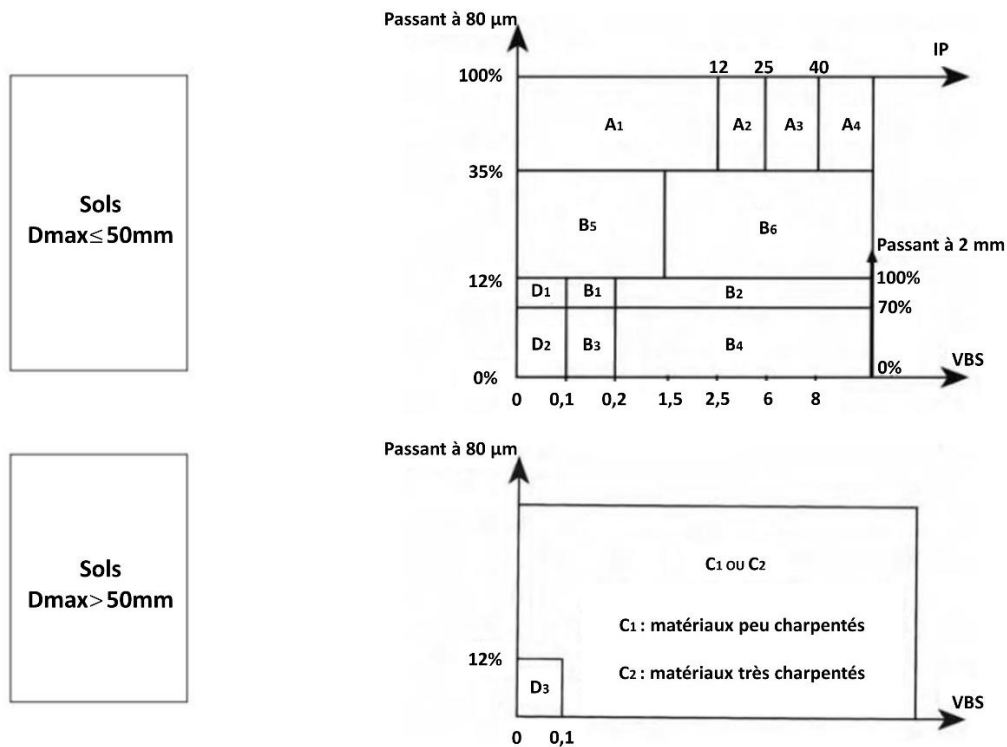 Passant à 80 µm
IP
12 25 40
100%
A1 A2 A3 A4
35%
Sols
Dmax≤50mm
B5 B6
Passant à 2 mm
12%
100%
D1 B1 B2
70%
D2 B3 B4
0%
0%
VBS
0 0,1 0,2 1,5 2,5 6 8
Passant à 80 µm
Sols
Dmax>50mm
C1 OU C2
C1 : matériaux peu charpentés
12%
C2 : matériaux très charpentés
D3
VBS
0 0,1